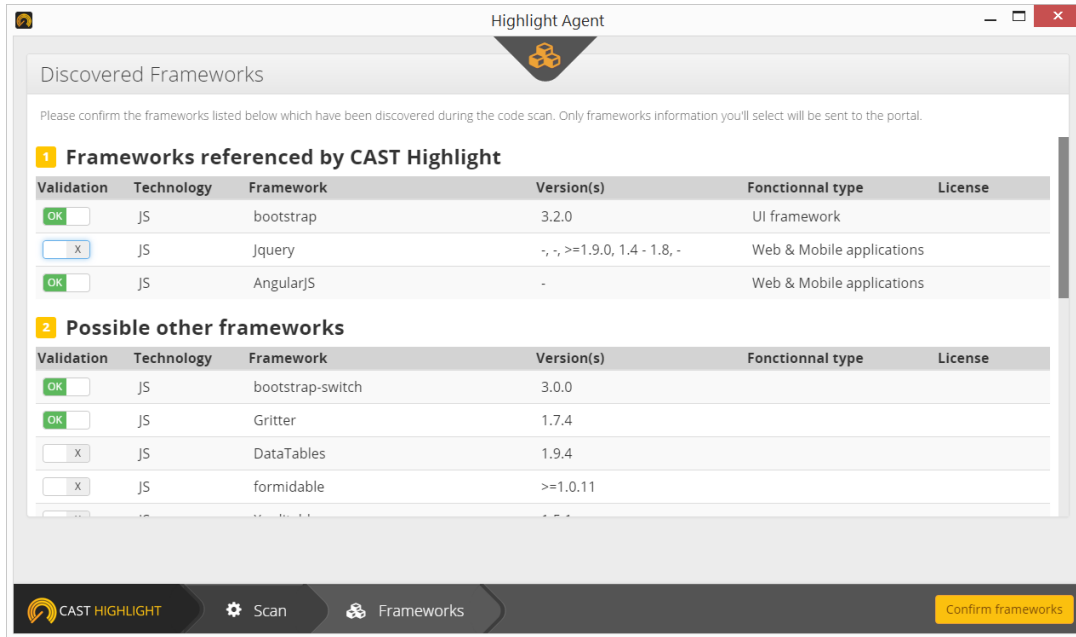 Highlight Agent
Discovered Frameworks
Please confirm the frameworks listed below which have been discovered during the code scan. Only frameworks information you'll select will be sent to the portal.
1 Frameworks referenced by CAST Highlight
Validation Technology Framework Version(s) Fonctionnal type License
OK JS bootstrap 3.2.0 UI framework
X JS Jquery -, -, >=1.9.0, 1.4 - 1.8, - Web & Mobile applications
OK JS AngularJS - Web & Mobile applications
2 Possible other frameworks
Validation Technology Framework Version(s) Fonctionnal type License
OK JS bootstrap-switch 3.0.0
OK JS Gritter 1.7.4
X JS DataTables 1.9.4
X JS formidable >=1.0.11
CAST HIGHLIGHT Scan Frameworks Confirm frameworks